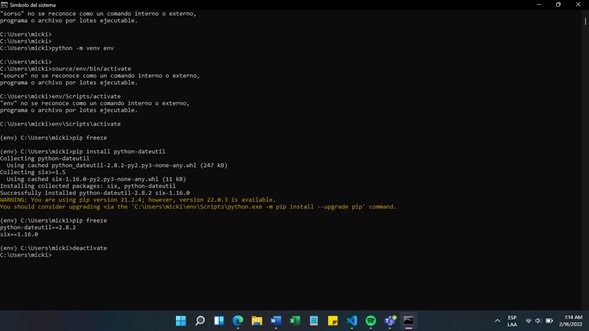 Símbolo del sistema
"sorso" no se reconoce como un comando interno o externo,
programa o archivo por lotes ejecutable.
C:\Users\micki>
C:\Users\micki>
C:\Users\micki>python -m venv env
C:\Users\micki>
C:\Users\micki>source/env/bin/activate
"source" no se reconoce como un comando interno o externo,
programa o archivo por lotes ejecutable.
C:\Users\micki>env/Scripts/activate
"env" no se reconoce como un comando interno o externo,
programa o archivo por lotes ejecutable.
C:\Users\micki>env\Scripts\activate
(env) C:\Users\micki>pip freeze
(env) C:\Users\micki>pip install python-dateutil
Collecting python-dateutil
  Using cached python_dateutil-2.8.2-py2.py3-none-any.whl (247 kB)
Collecting six>=1.5
  Using cached six-1.16.0-py2.py3-none-any.whl (11 kB)
Installing collected packages: six, python-dateutil
Successfully installed python-dateutil-2.8.2 six-1.16.0
WARNING: You are using pip version 21.2.4; however, version 22.0.3 is available.
You should consider upgrading via the 'C:\Users\micki\env\Scripts\python.exe -m pip install --upgrade pip' command.
(env) C:\Users\micki>pip freeze
python-dateutil==2.8.2
six==1.16.0
(env) C:\Users\micki>deactivate
C:\Users\micki>
ESP
LAA
1:14 AM
2/16/2022